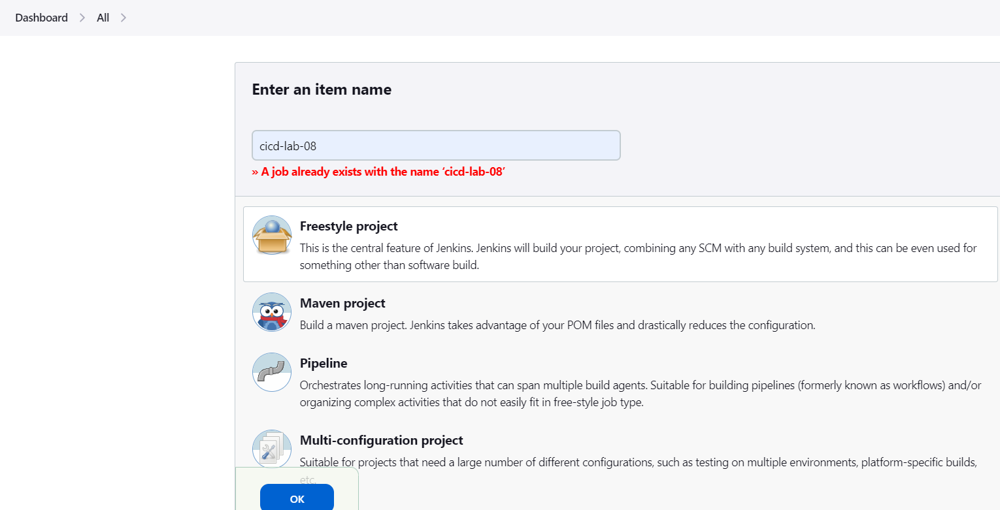 Dashboard > All >
Enter an item name
cicd-lab-08
» A job already exists with the name ‘cicd-lab-08’
Freestyle project
This is the central feature of Jenkins. Jenkins will build your project, combining any SCM with any build system, and this can be even used for
something other than software build.
Maven project
Build a maven project. Jenkins takes advantage of your POM files and drastically reduces the configuration.
Pipeline
Orchestrates long-running activities that can span multiple build agents. Suitable for building pipelines (formerly known as workflows) and/or
organizing complex activities that do not easily fit in free-style job type.
Multi-configuration project
Suitable for projects that need a large number of different configurations, such as testing on multiple environments, platform-specific builds,
etc.
OK